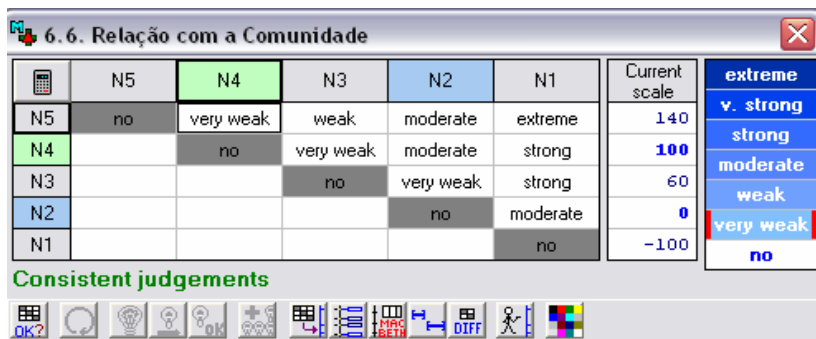 6.6. Relação com a Comunidade
N5 N4 N3 N2 N1 Current scale
N5 no very weak weak moderate extreme 140
N4 no very weak moderate strong 100
N3 no very weak strong 60
N2 no moderate 0
N1 no -100
extreme
v. strong
strong
moderate
weak
very weak
no
Consistent judgements
OK? OK MAC BETH DIFF